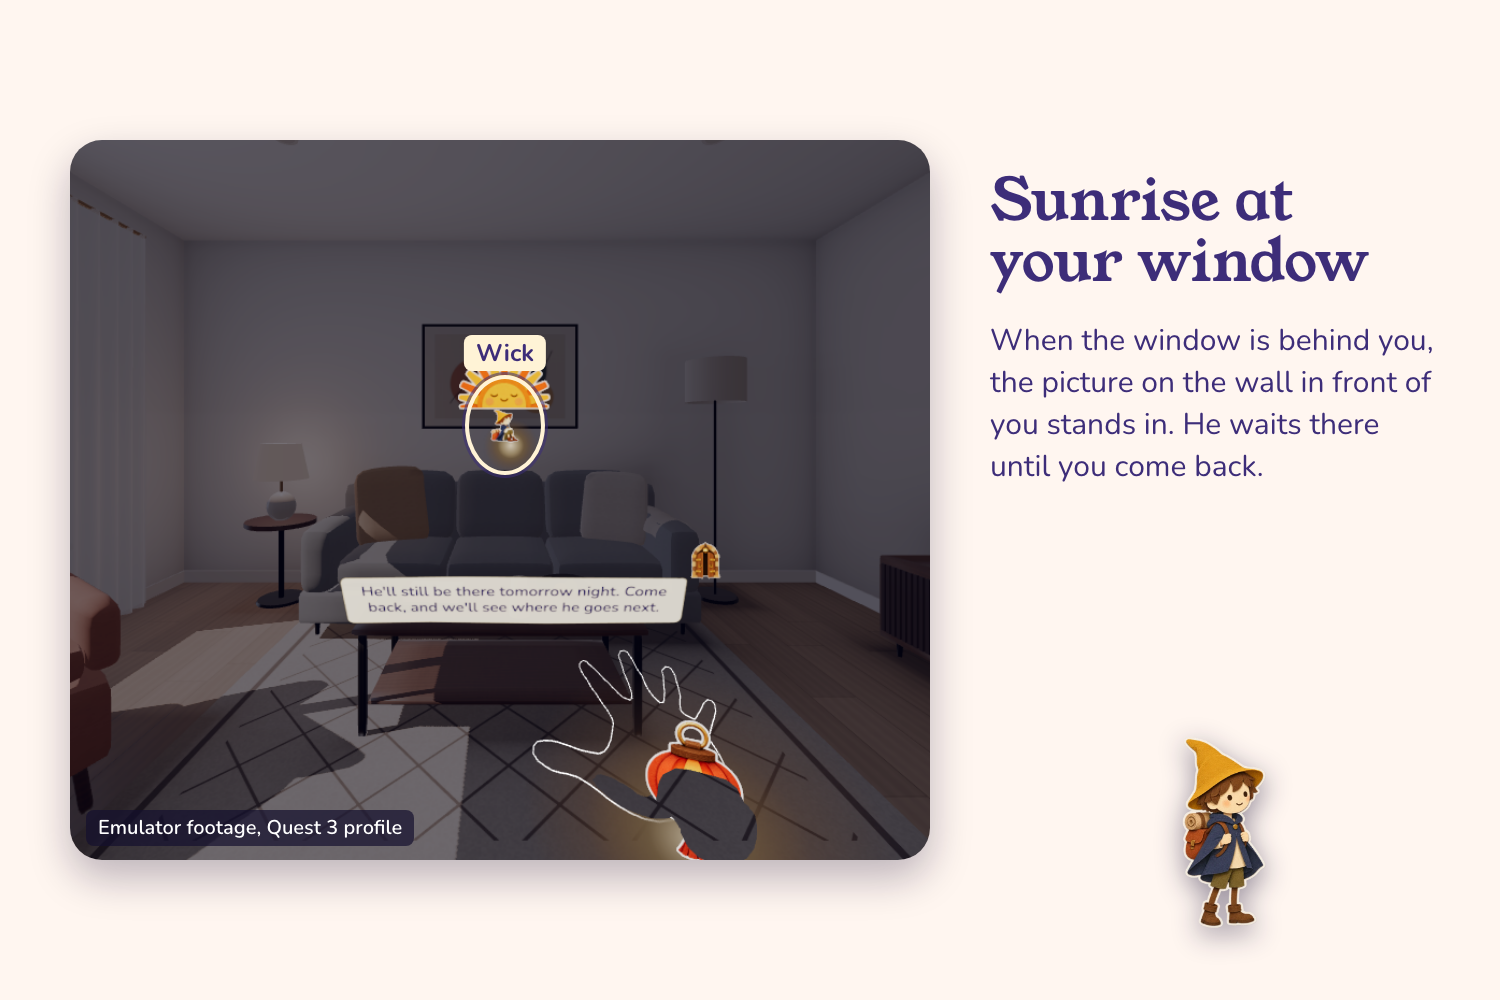 Sunrise at
your window
When the window is behind you,
the picture on the wall in front of
you stands in. He waits there
until you come back.
Wick
He'll still be there tomorrow night. Come
back, and we'll see where he goes next.
Emulator footage, Quest 3 profile